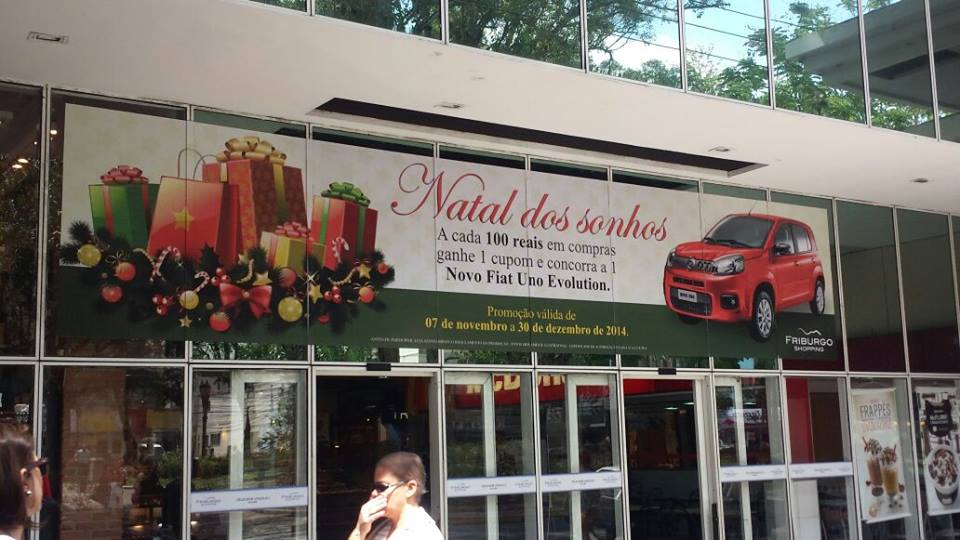 Natal dos sonhos
A cada 100 reais em compras
ganhe 1 cupom e concorra a 1
Novo Fiat Uno Evolution.
Promoção válida de
07 de novembro a 30 de dezembro de 2014.
FRIBURGO
SHOPPING
FRAPPÉS